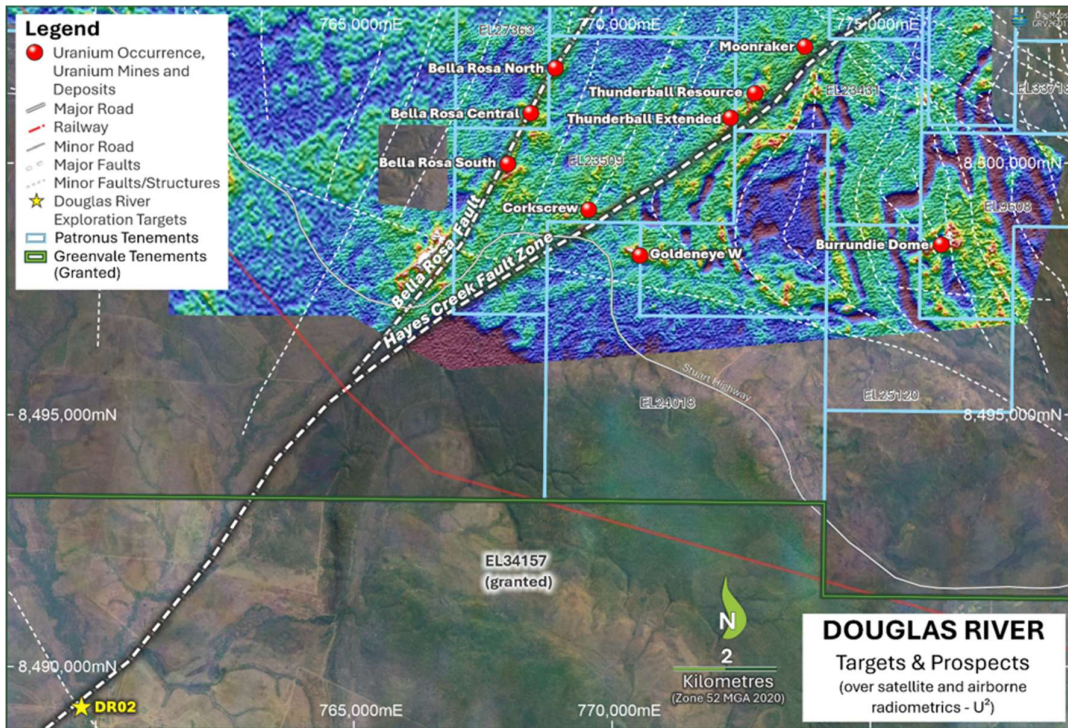 Legend
Uranium Occurrence,
Uranium Mines and
Deposits
Major Road
Railway
Minor Road
Major Faults
Minor Faults/Structures
Douglas River
Exploration Targets
Patronus Tenements
Greenvale Tenements
(Granted)
765,000mE
770,000mE
775,000mE
EL27363
Moonraker
Bella Rosa North
Thunderball Resource
EL23431
EL33718
Bella Rosa Central
Thunderball Extended
Bella Rosa South
EL23509
8,500,000mN
Corkscrew
EL9608
Bella Rosa Fault
Hayes Creek Fault Zone
Goldeneye W
Burrundie Dome
Stuart Highway
8,495,000mN
EL24018
EL25120
8,495,000mN
EL34157
(granted)
N
2
Kilometres
(Zone 52 MGA 2020)
8,490,000mN
DR02
765,000mE
770,000mE
DOUGLAS RIVER
Targets & Prospects
(over satellite and airborne
radiometrics - U²)